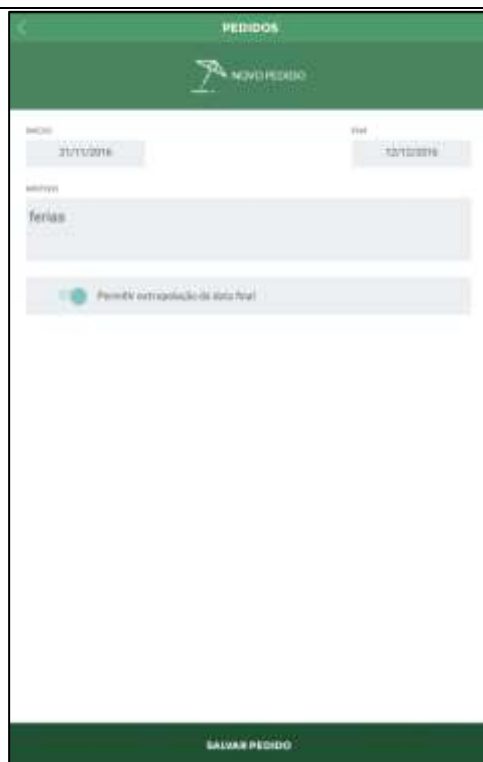 PEDIDOS
NOVO PEDIDO
INÍCIO
FIM
21/11/2016
12/12/2016
MOTIVO
ferias
Permitir extrapolação da data final
SALVAR PEDIDO